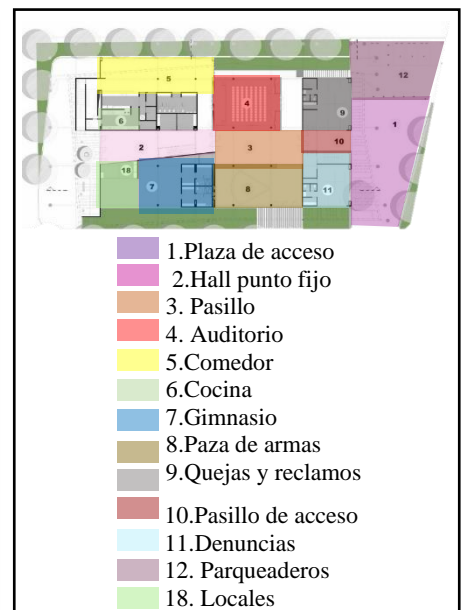 5
12
4
9
6
1
2
3
10
18
7
8
11
1.Plaza de acceso
2.Hall punto fijo
3. Pasillo
4. Auditorio
5.Comedor
6.Cocina
7.Gimnasio
8.Paza de armas
9.Quejas y reclamos
10.Pasillo de acceso
11.Denuncias
12. Parqueaderos
18. Locales